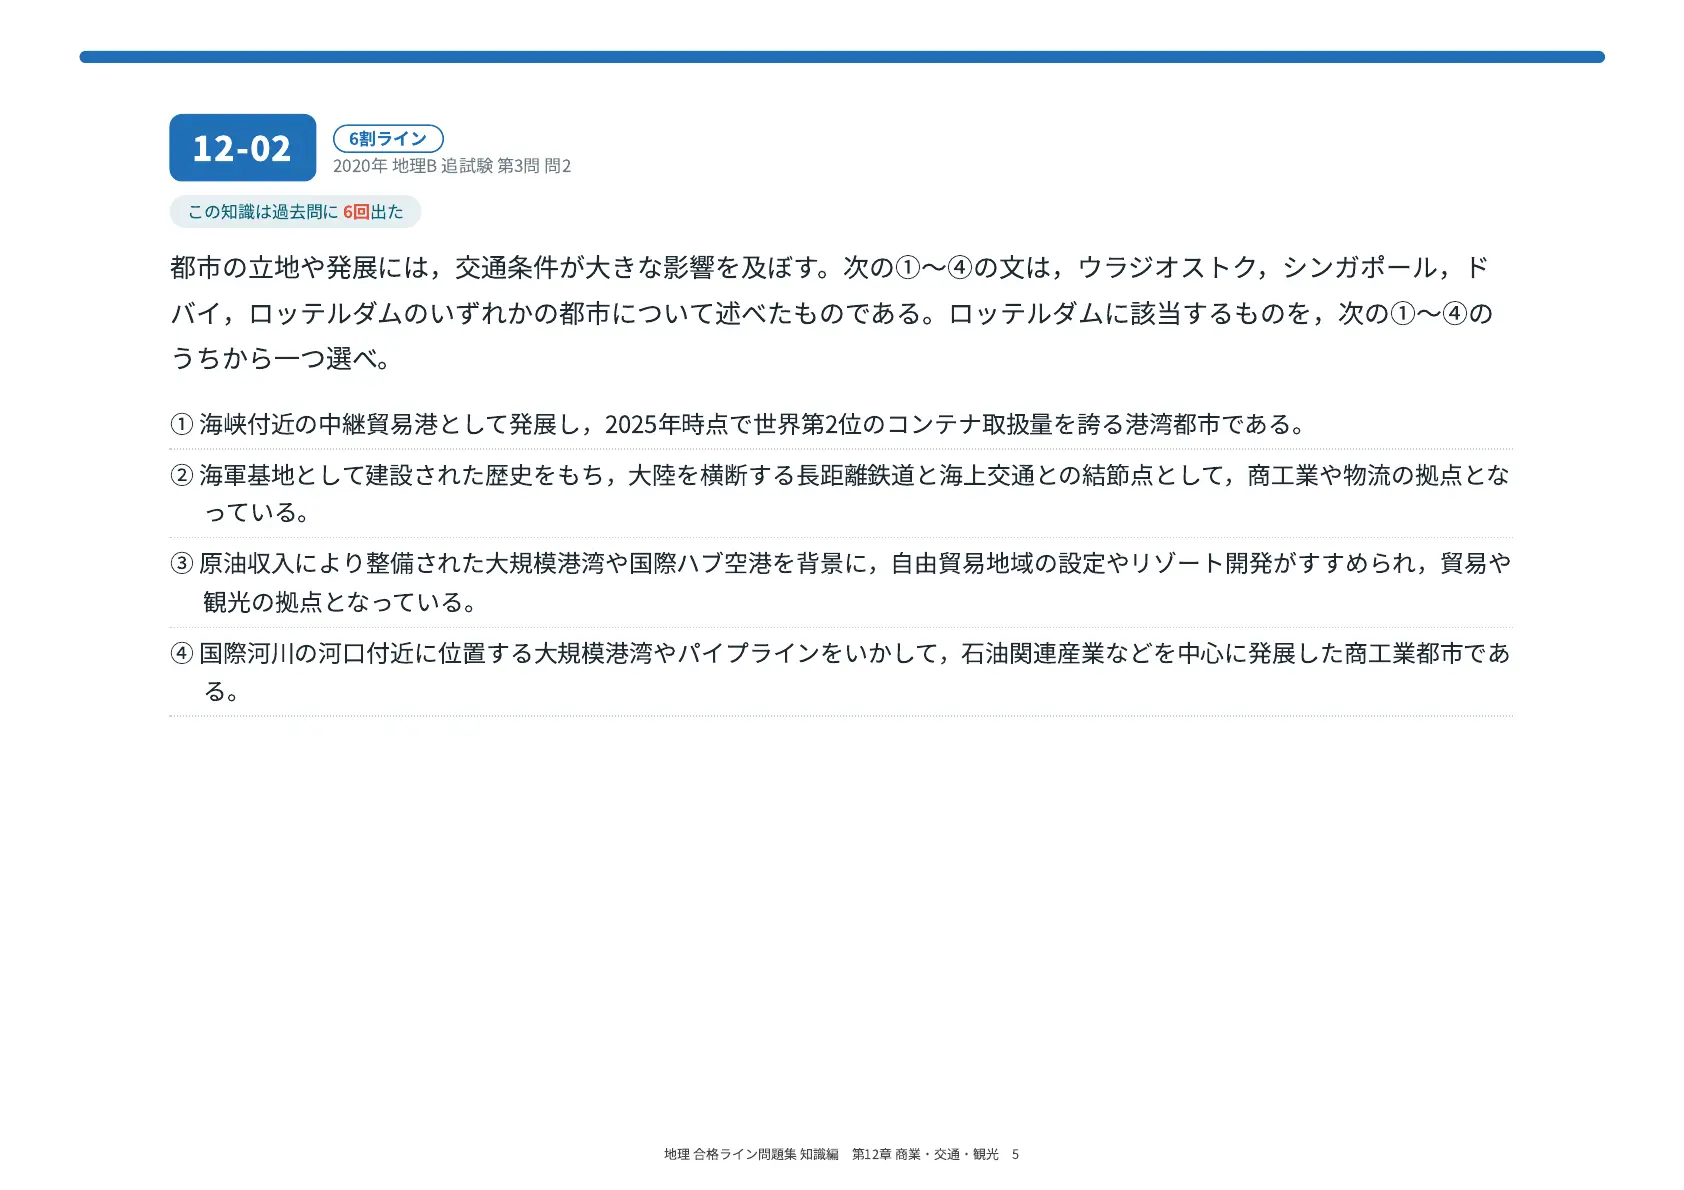 12-02
6割ライン
2020年 地理B 追試験 第3問 問2
この知識は過去問に 6回出た
都市の立地や発展には，交通条件が大きな影響を及ぼす。次の①～④の文は，ウラジオストク，シンガポール，ド
バイ，ロッテルダムのいずれかの都市について述べたものである。ロッテルダムに該当するものを，次の①～④の
うちから一つ選べ。
① 海峡付近の中継貿易港として発展し，2025年時点で世界第2位のコンテナ取扱量を誇る港湾都市である。
② 海軍基地として建設された歴史をもち，大陸を横断する長距離鉄道と海上交通との結節点として，商工業や物流の拠点とな
っている。
③ 原油収入により整備された大規模港湾や国際ハブ空港を背景に，自由貿易地域の設定やリゾート開発がすすめられ，貿易や
観光の拠点となっている。
④ 国際河川の河口付近に位置する大規模港湾やパイプラインをいかして，石油関連産業などを中心に発展した商工業都市であ
る。
地理 合格ライン問題集 知識編　第12章 商業・交通・観光　5